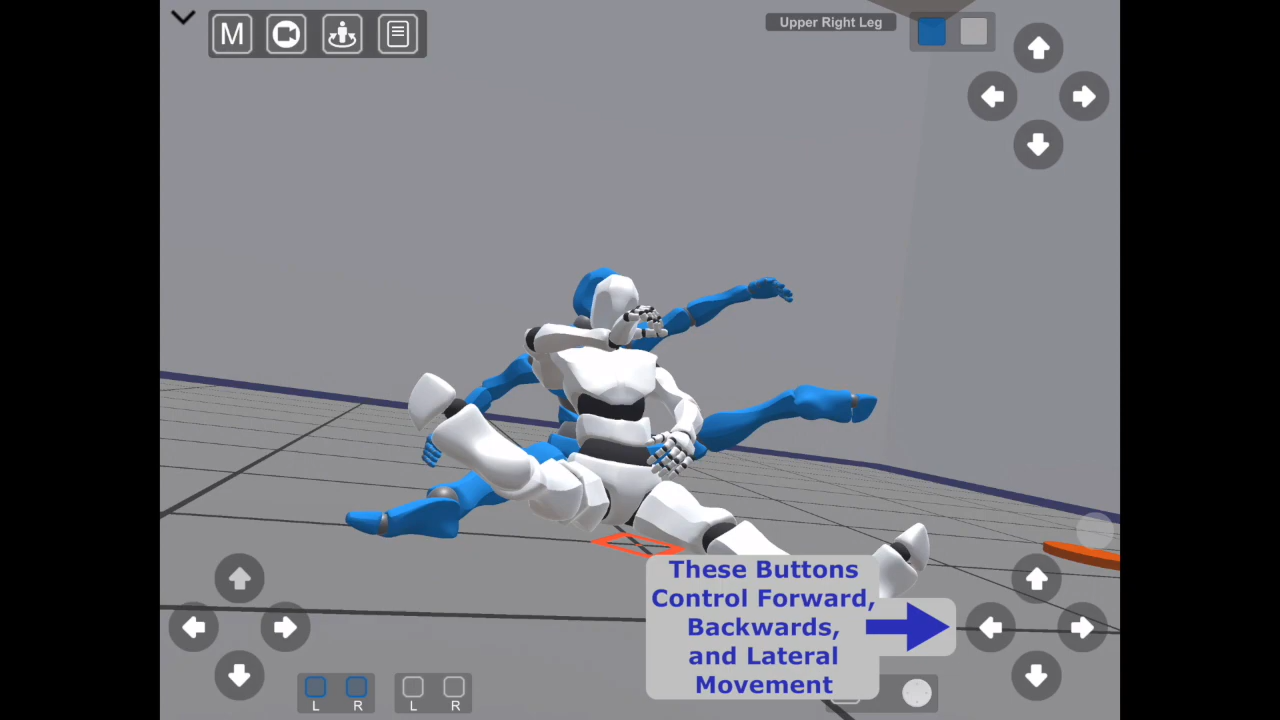 M
Upper Right Leg
These Buttons
Control Forward,
Backwards,
and Lateral
Movement
L R
L R